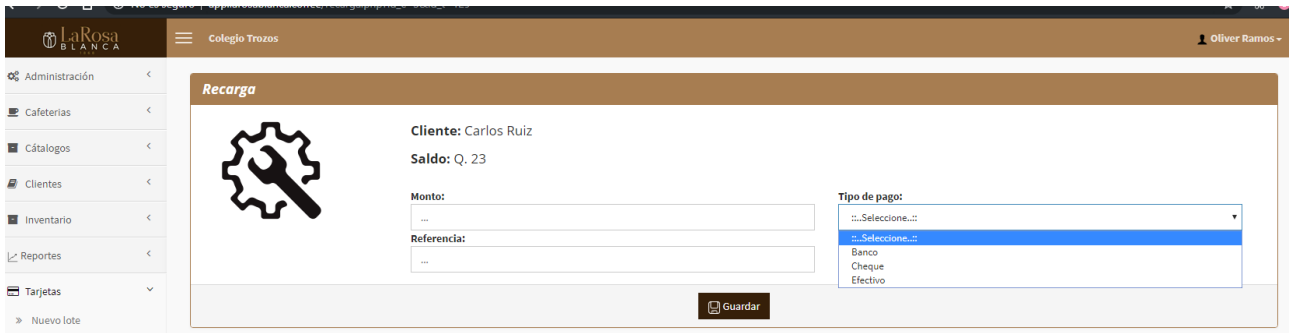 LaRosa
BLANCA
Colegio Trozos
Oliver Ramos
Administración
Cafeterias
Cátalogos
Clientes
Inventario
Reportes
Tarjetas
» Nuevo lote
Recarga
Cliente: Carlos Ruiz
Saldo: Q. 23
Monto:
...
Referencia:
...
Tipo de pago:
::..Seleccione..::
::..Seleccione..::
Banco
Cheque
Efectivo
Guardar